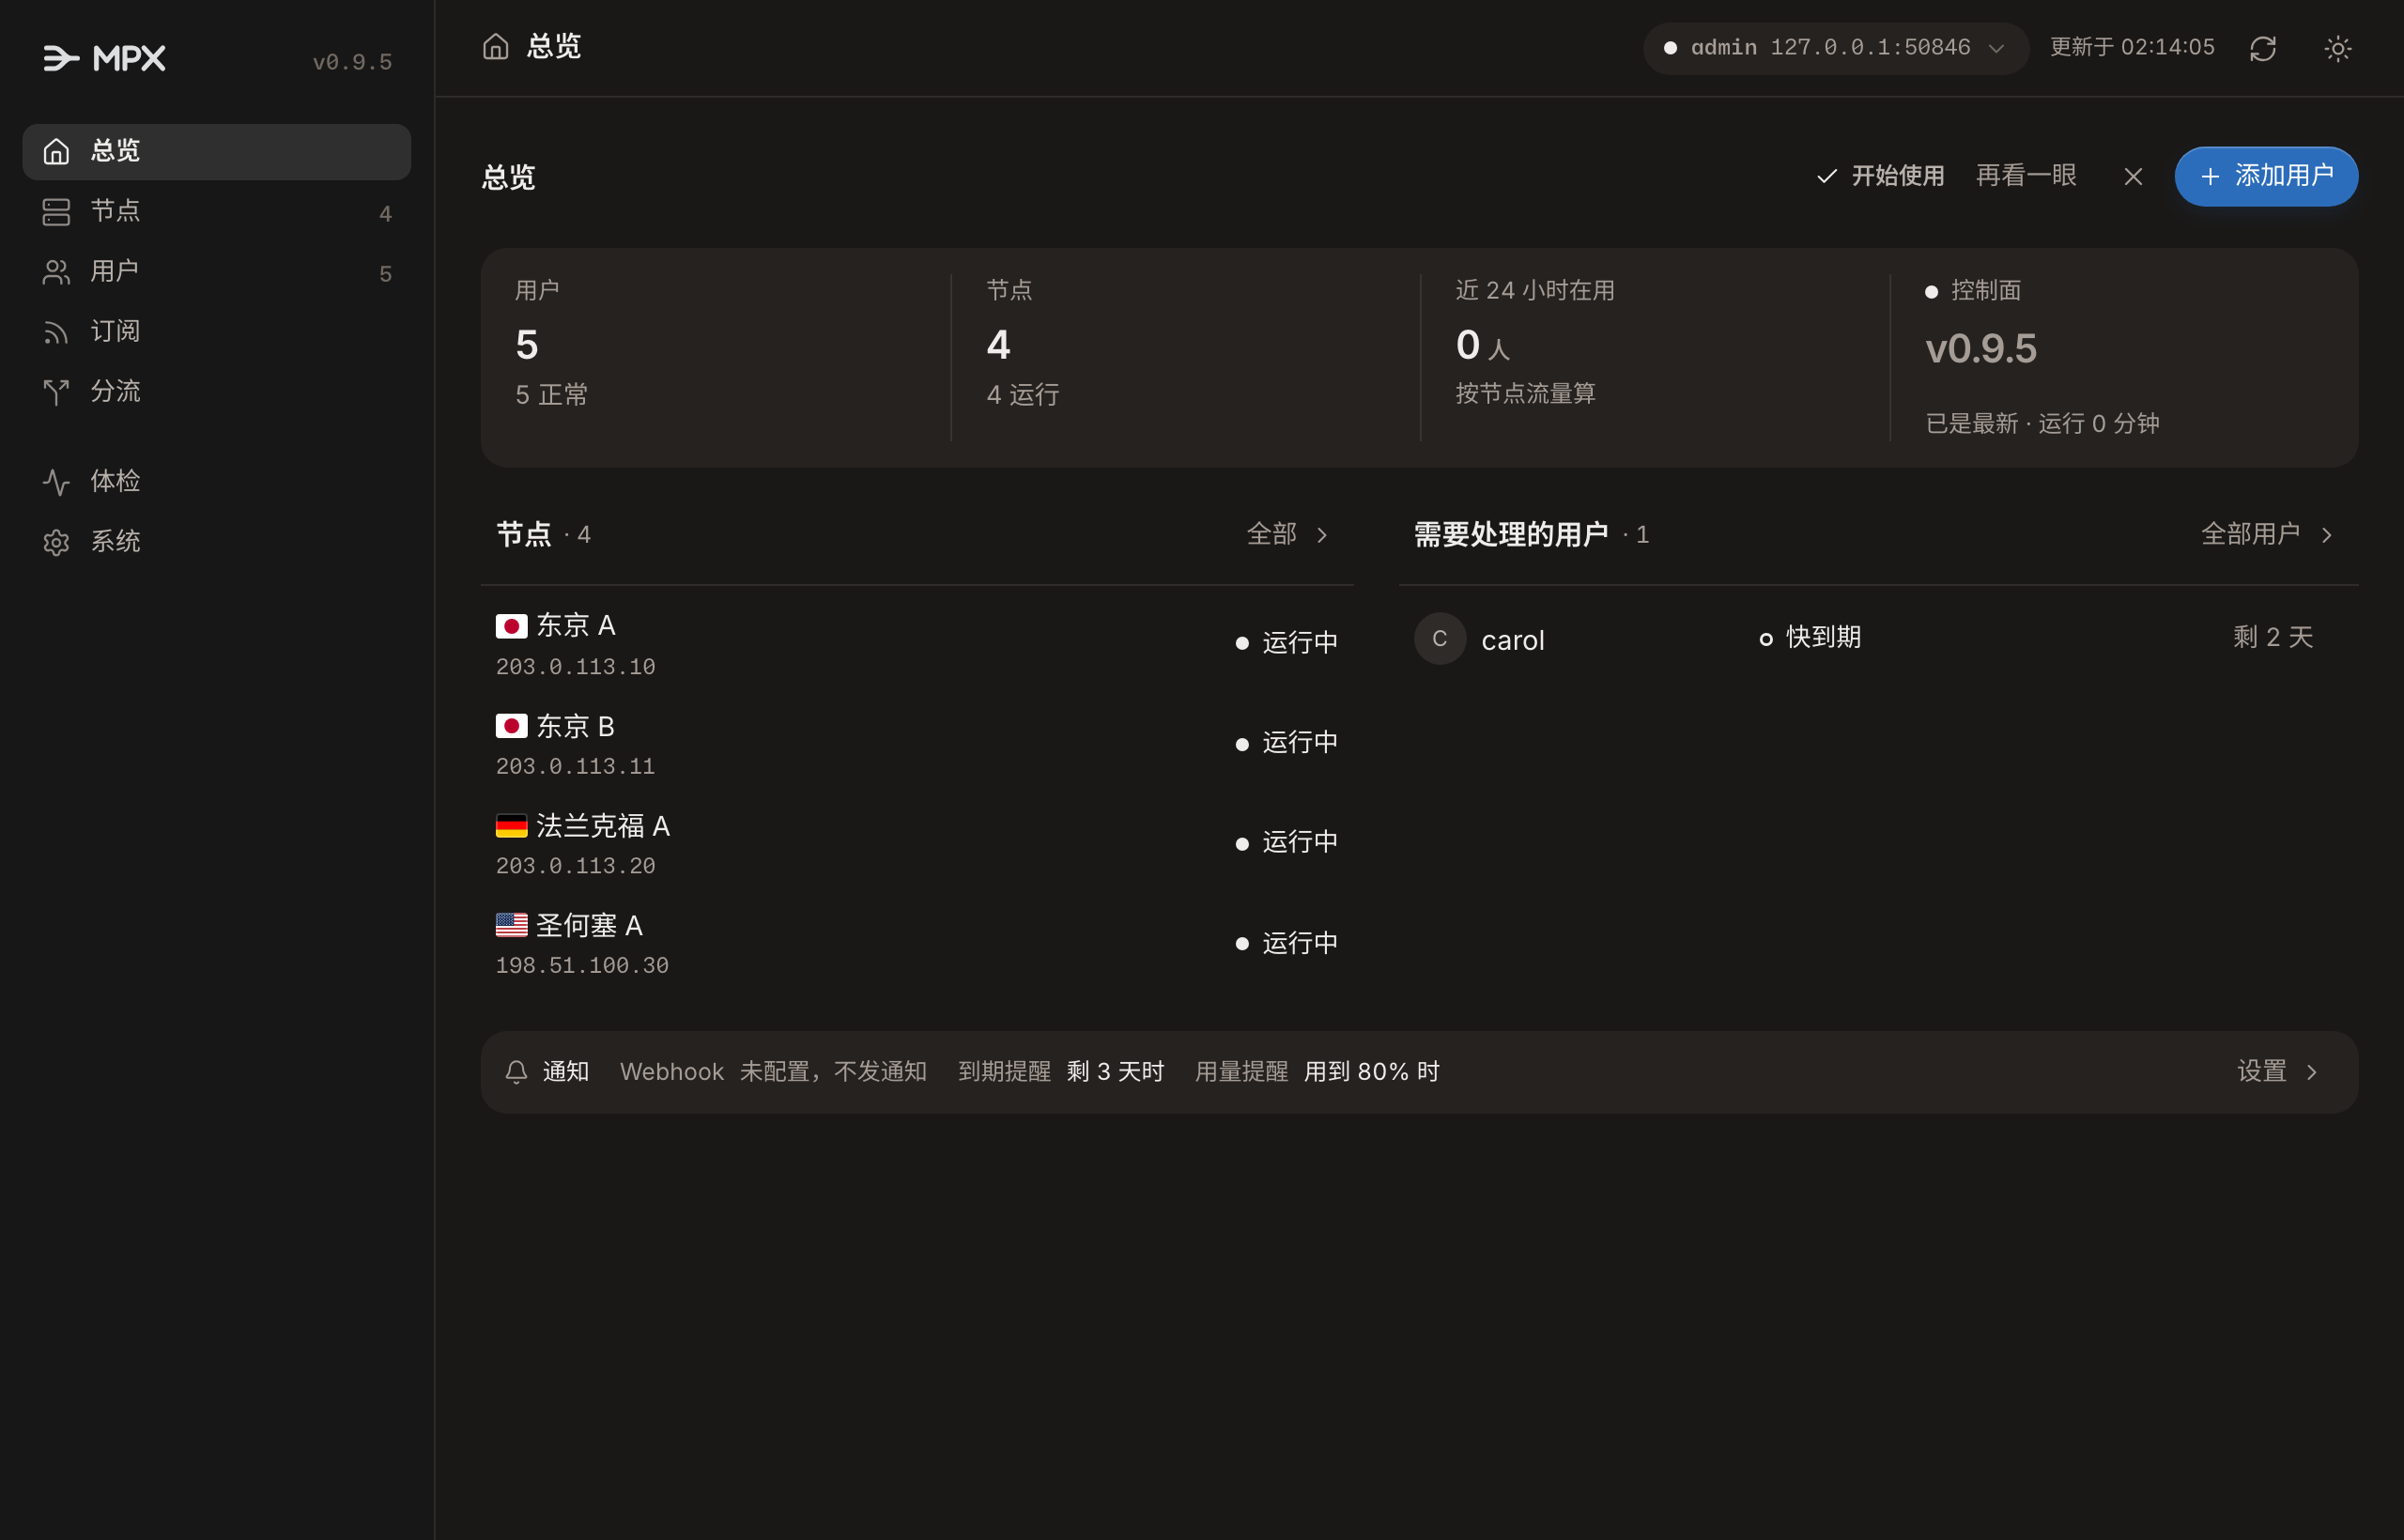 MPX
v0.9.5
总览
节点 4
用户 5
订阅
分流
体检
系统
总览
admin 127.0.0.1:50846
更新于 02:14:05
总览
开始使用 再看一眼
添加用户
用户
5
5 正常
节点
4
4 运行
近 24 小时在用
0 人
按节点流量算
控制面
v0.9.5
已是最新 · 运行 0 分钟
节点 · 4
全部
东京 A
203.0.113.10
运行中
东京 B
203.0.113.11
运行中
法兰克福 A
203.0.113.20
运行中
圣何塞 A
198.51.100.30
运行中
需要处理的用户 · 1
全部用户
C carol
快到期
剩 2 天
通知 Webhook 未配置，不发通知 到期提醒 剩 3 天时 用量提醒 用到 80% 时
设置